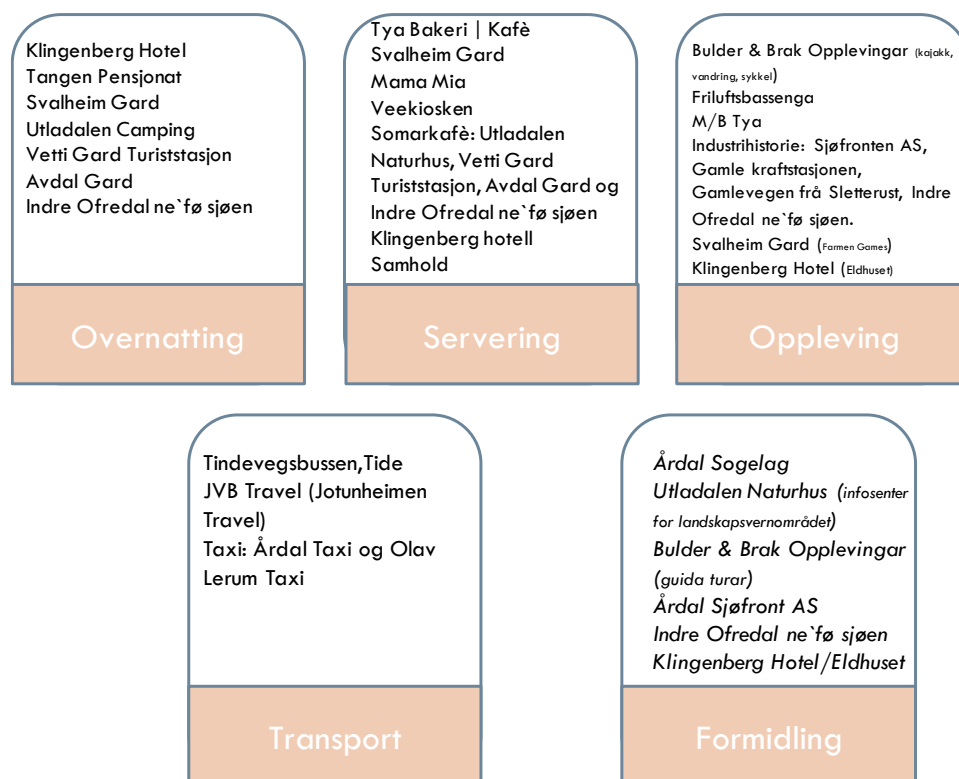 Klingenberg Hotel
Tangen Pensjonat
Svalheim Gard
Utladalen Camping
Vetti Gard Turiststasjon
Avdal Gard
Indre Ofredal ne`fø sjøen
Overnatting
Tya Bakeri | Kafè
Svalheim Gard
Mama Mia
Veekiosken
Somarkafè: Utladalen
Naturhus, Vetti Gard
Turiststasjon, Avdal Gard og
Indre Ofredal ne`fø sjøen
Klingenberg hotell
Samhold
Servering
Bulder & Brak Opplevingar (kajakk,
vandring, sykkel)
Friluftsbassenga
M/B Tya
Industrihistorie: Sjøfronten AS,
Gamle kraftstasjonen,
Gamlevegen frå Sletterust, Indre
Ofredal ne`fø sjøen.
Svalheim Gard (Farmen Games)
Klingenberg Hotel (Eldhuset)
Oppleving
Tindevegsbussen,Tide
JVB Travel (Jotunheimen
Travel)
Taxi: Årdal Taxi og Olav
Lerum Taxi
Transport
Årdal Sogelag
Utladalen Naturhus (infosenter
for landskapsvernområdet)
Bulder & Brak Opplevingar
(guida turar)
Årdal Sjøfront AS
Indre Ofredal ne`fø sjøen
Klingenberg Hotel/Eldhuset
Formidling